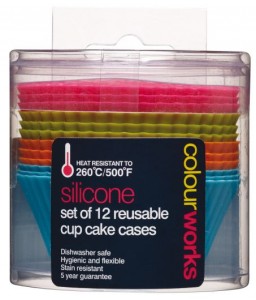 HEAT RESISTANT TO
260°C/500°F
silicone
set of 12 reusable
cup cake cases
Dishwasher safe
Hygienic and flexible
Stain resistant
5 year guarantee
colourworks